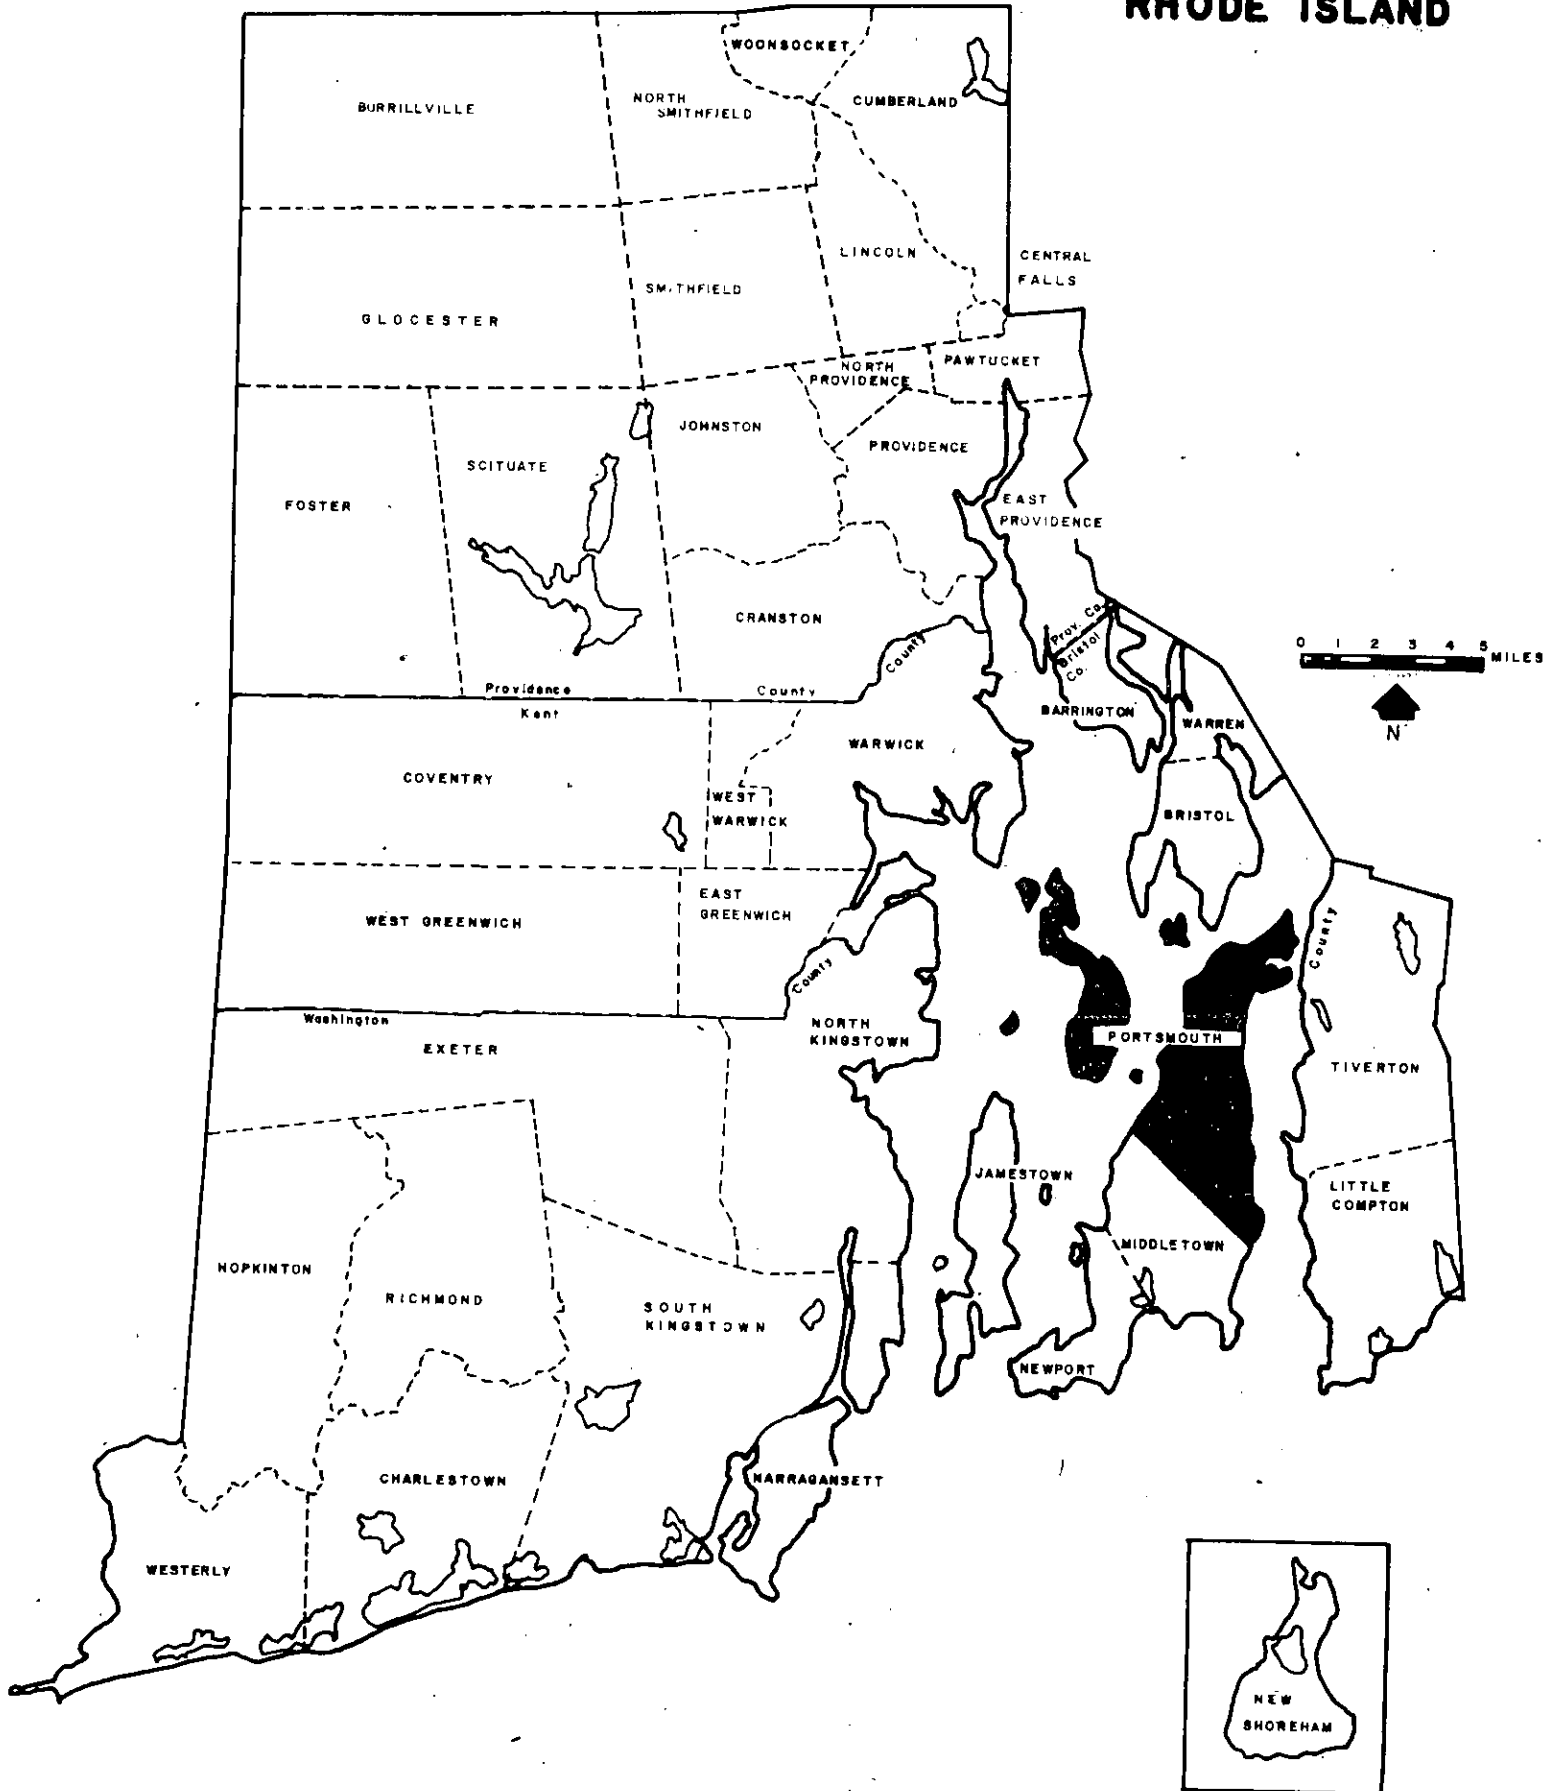 RHODE ISLAND
WOONSOCKET
BURRILLVILLE
NORTH
SMITHFIELD
CUMBERLAND
LINCOLN
CENTRAL
FALLS
SMITHFIELD
GLOCESTER
NORTH
PROVIDENCE
PAWTUCKET
JOHNSTON
PROVIDENCE
SCITUATE
FOSTER
EAST
PROVIDENCE
CRANSTON
Prov. Co.
Bristol
Co.
County
0 1 2 3 4 5 MILES
N
Providence County
Kent
BARRINGTON
WARREN
WARWICK
COVENTRY
WEST
WARWICK
BRISTOL
EAST
GREENWICH
WEST GREENWICH
County
County
Washington
NORTH
KINGSTOWN
EXETER
PORTSMOUTH
TIVERTON
JAMESTOWN
LITTLE
COMPTON
MIDDLETOWN
HOPKINTON
RICHMOND
SOUTH
KINGSTOWN
NEWPORT
CHARLESTOWN
NARRAGANSETT
WESTERLY
NEW
SHOREHAM